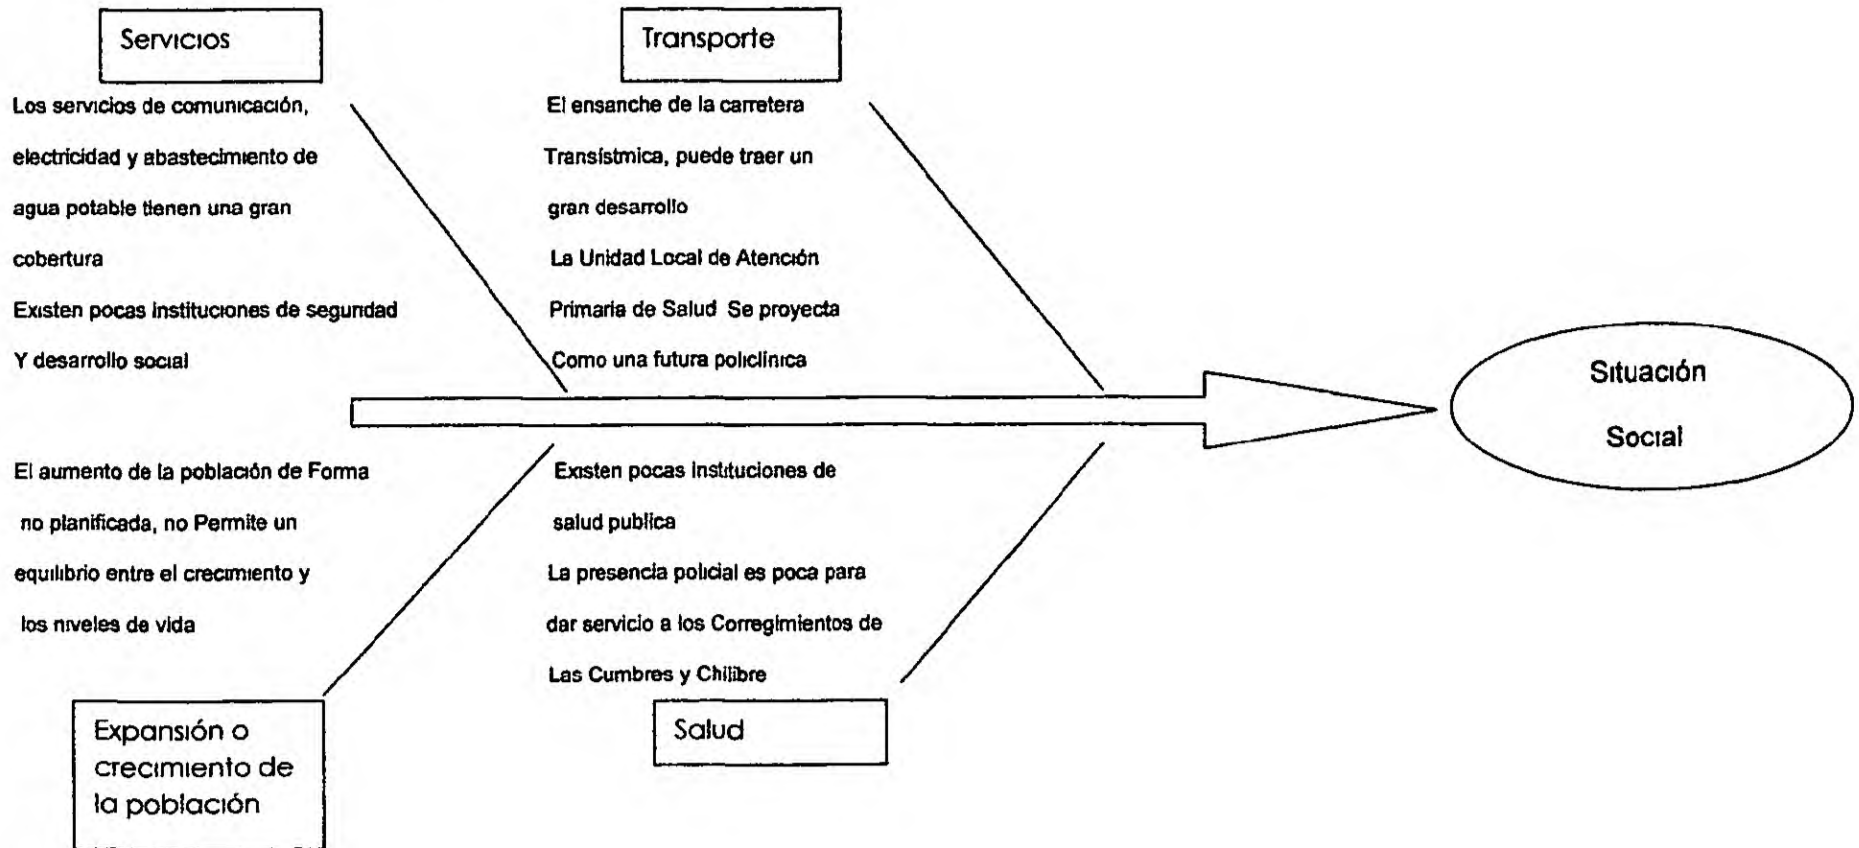 Servicios
Los servicios de comunicación,
electricidad y abastecimiento de
agua potable tienen una gran
cobertura
Existen pocas instituciones de seguridad
Y desarrollo social
Transporte
El ensanche de la carretera
Transístmica, puede traer un
gran desarrollo
La Unidad Local de Atención
Primaria de Salud Se proyecta
Como una futura policlínica
Situación
Social
El aumento de la población de Forma
no planificada, no Permite un
equilibrio entre el crecimiento y
los niveles de vida
Expansión o
crecimiento de
la población
Existen pocas instituciones de
salud publica
La presencia policial es poca para
dar servicio a los Corregimientos de
Las Cumbres y Chilibre
Salud